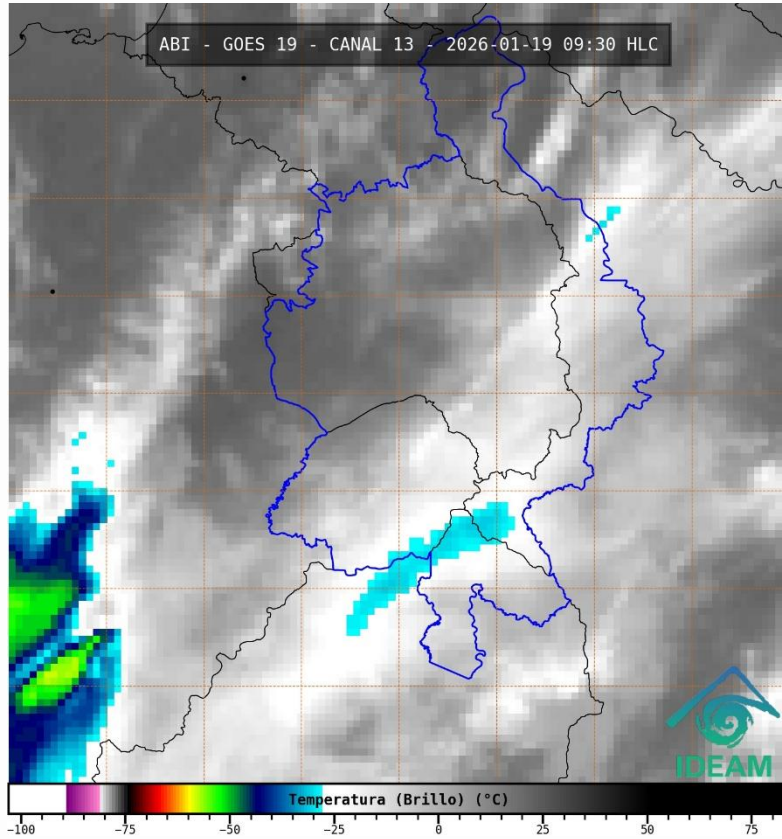 ABI - GOES 19 - CANAL 13 - 2026-01-19 09:30 HLC
IDEAM
Temperatura (Brillo) (°C)
−100 −75 −50 −25 0 25 50 75